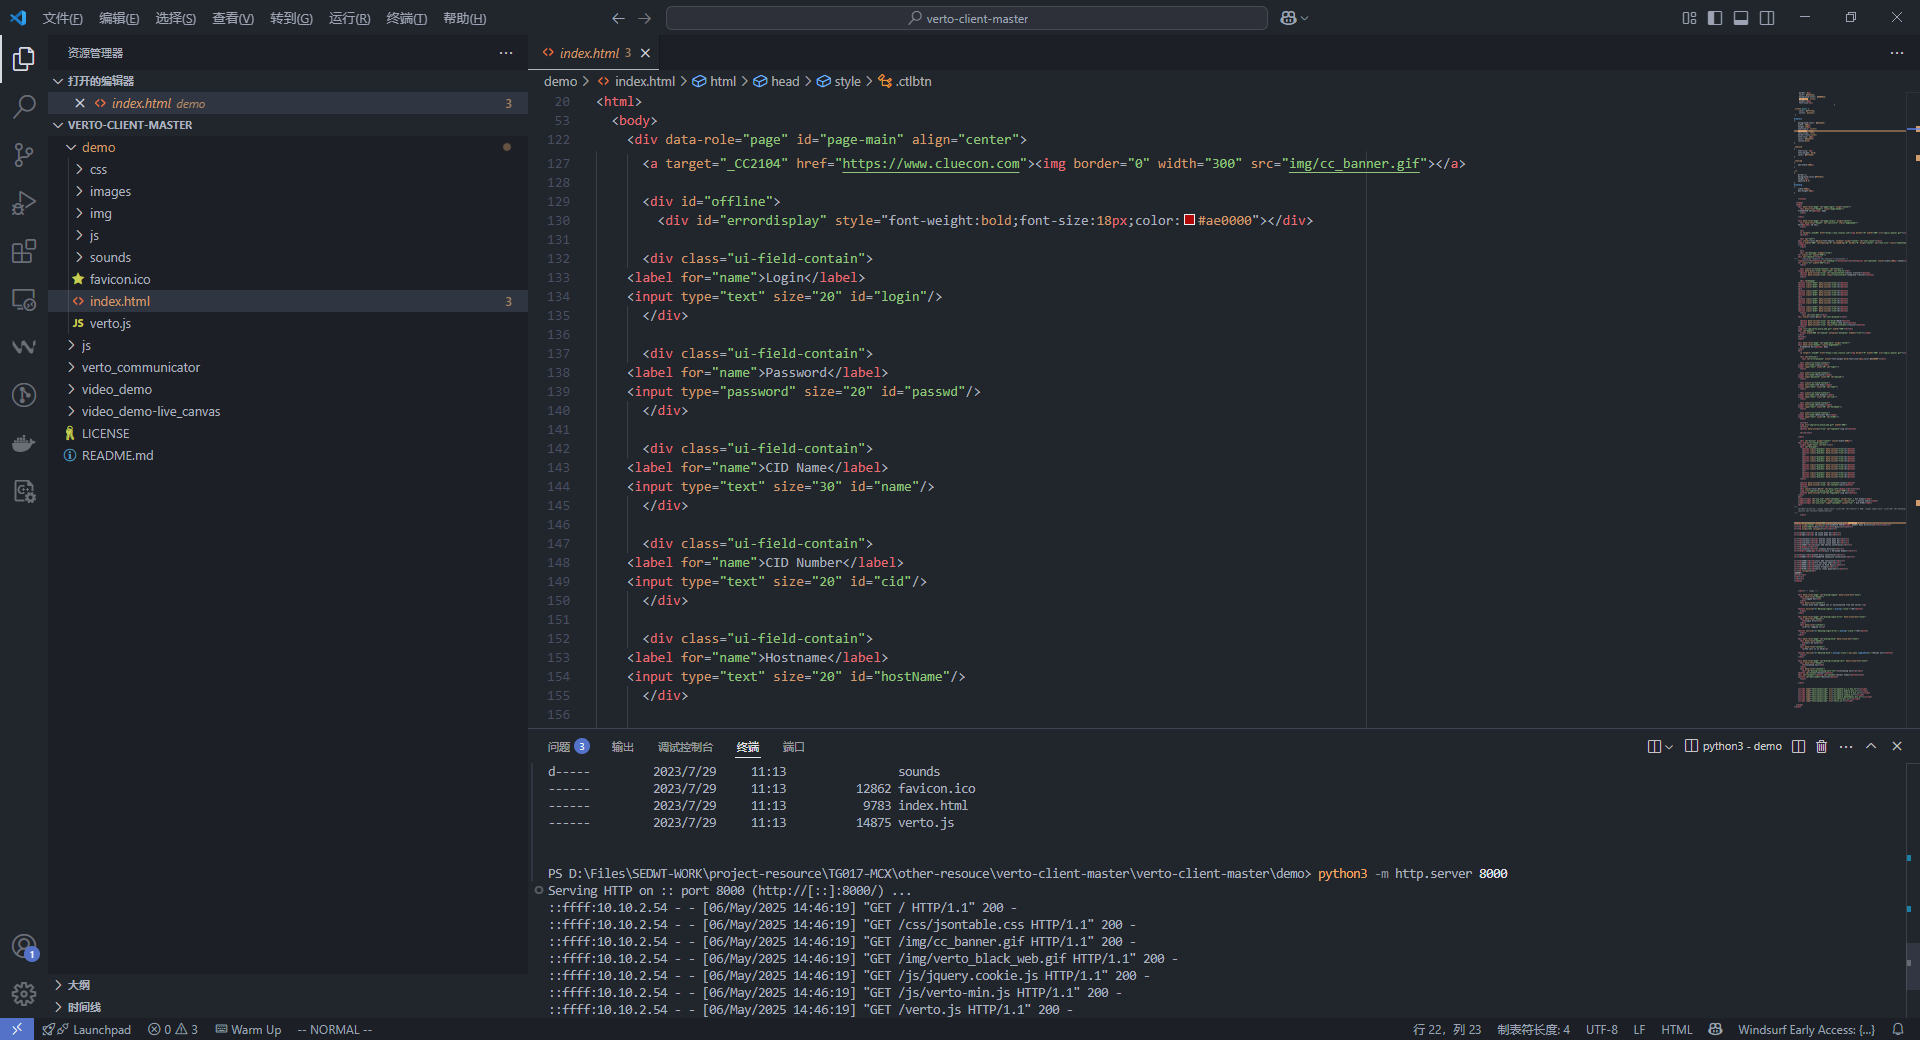 文件(F) 编辑(E) 选择(S) 查看(V) 转到(G) 运行(R) 终端(T) 帮助(H)
verto-client-master
资源管理器
打开的编辑器
index.html demo 3
VERTO-CLIENT-MASTER
demo
css
images
img
js
sounds
favicon.ico
index.html 3
JS verto.js
js
verto_communicator
video_demo
video_demo-live_canvas
LICENSE
README.md
大纲
时间线
index.html 3
demo > index.html > html > head > style > .ctlbtn
20 <html>
53 <body>
122 <div data-role="page" id="page-main" align="center">
127 <a target="_CC2104" href="https://www.cluecon.com"><img border="0" width="300" src="img/cc_banner.gif"></a>
128
129 <div id="offline">
130 <div id="errordisplay" style="font-weight:bold;font-size:18px;color:#ae0000"></div>
131
132 <div class="ui-field-contain">
133 <label for="name">Login</label>
134 <input type="text" size="20" id="login"/>
135 </div>
136
137 <div class="ui-field-contain">
138 <label for="name">Password</label>
139 <input type="password" size="20" id="passwd"/>
140 </div>
141
142 <div class="ui-field-contain">
143 <label for="name">CID Name</label>
144 <input type="text" size="30" id="name"/>
145 </div>
146
147 <div class="ui-field-contain">
148 <label for="name">CID Number</label>
149 <input type="text" size="20" id="cid"/>
150 </div>
151
152 <div class="ui-field-contain">
153 <label for="name">Hostname</label>
154 <input type="text" size="20" id="hostName"/>
155 </div>
156
问题 3 输出 调试控制台 终端 端口
python3 - demo
d----- 2023/7/29 11:13 sounds
------ 2023/7/29 11:13 12862 favicon.ico
------ 2023/7/29 11:13 9783 index.html
------ 2023/7/29 11:13 14875 verto.js
PS D:\Files\SEDWT-WORK\project-resource\TG017-MCX\other-resouce\verto-client-master\verto-client-master\demo> python3 -m http.server 8000
Serving HTTP on :: port 8000 (http://[::]:8000/) ...
::ffff:10.10.2.54 - - [06/May/2025 14:46:19] "GET / HTTP/1.1" 200 -
::ffff:10.10.2.54 - - [06/May/2025 14:46:19] "GET /css/jsontable.css HTTP/1.1" 200 -
::ffff:10.10.2.54 - - [06/May/2025 14:46:19] "GET /img/cc_banner.gif HTTP/1.1" 200 -
::ffff:10.10.2.54 - - [06/May/2025 14:46:19] "GET /img/verto_black_web.gif HTTP/1.1" 200 -
::ffff:10.10.2.54 - - [06/May/2025 14:46:19] "GET /js/jquery.cookie.js HTTP/1.1" 200 -
::ffff:10.10.2.54 - - [06/May/2025 14:46:19] "GET /js/verto-min.js HTTP/1.1" 200 -
::ffff:10.10.2.54 - - [06/May/2025 14:46:19] "GET /verto.js HTTP/1.1" 200 -
1
Launchpad 0 3 Warm Up -- NORMAL --
行 22，列 23 制表符长度: 4 UTF-8 LF HTML Windsurf Early Access: {...}